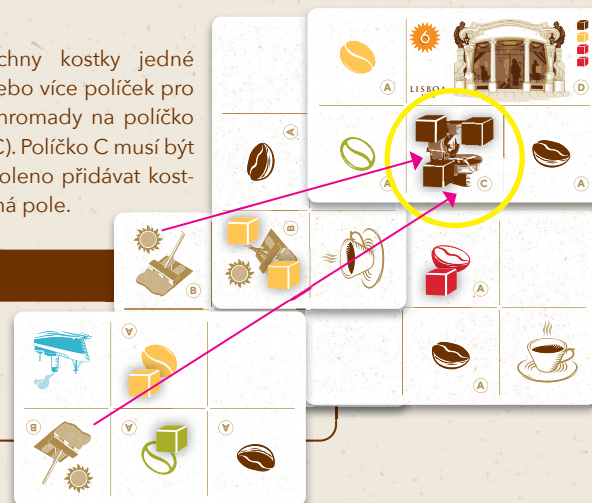 chny kostky jedné
ebo více políček pro
hromady na políčko
C). Políčko C musí být
oleno přidávat kost-
ná pole.
A
6
LISBOA
D
A
A
C
A
B
B
A
A
A
B
A
A